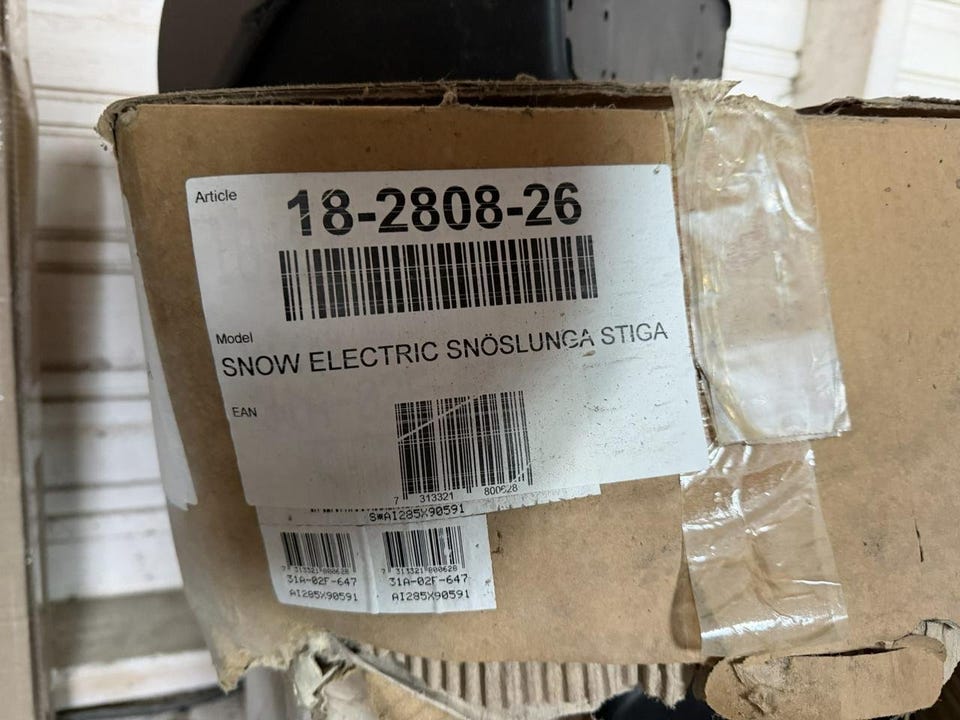 Article
18-2808-26
Model
SNOW ELECTRIC SNÖSLUNGA STIGA
EAN
7 313321 800628
S*AI285X90591
7 313321 800628
7 313321 800628
31A-02F-647
31A-02F-647
AI285X90591
AI285X90591